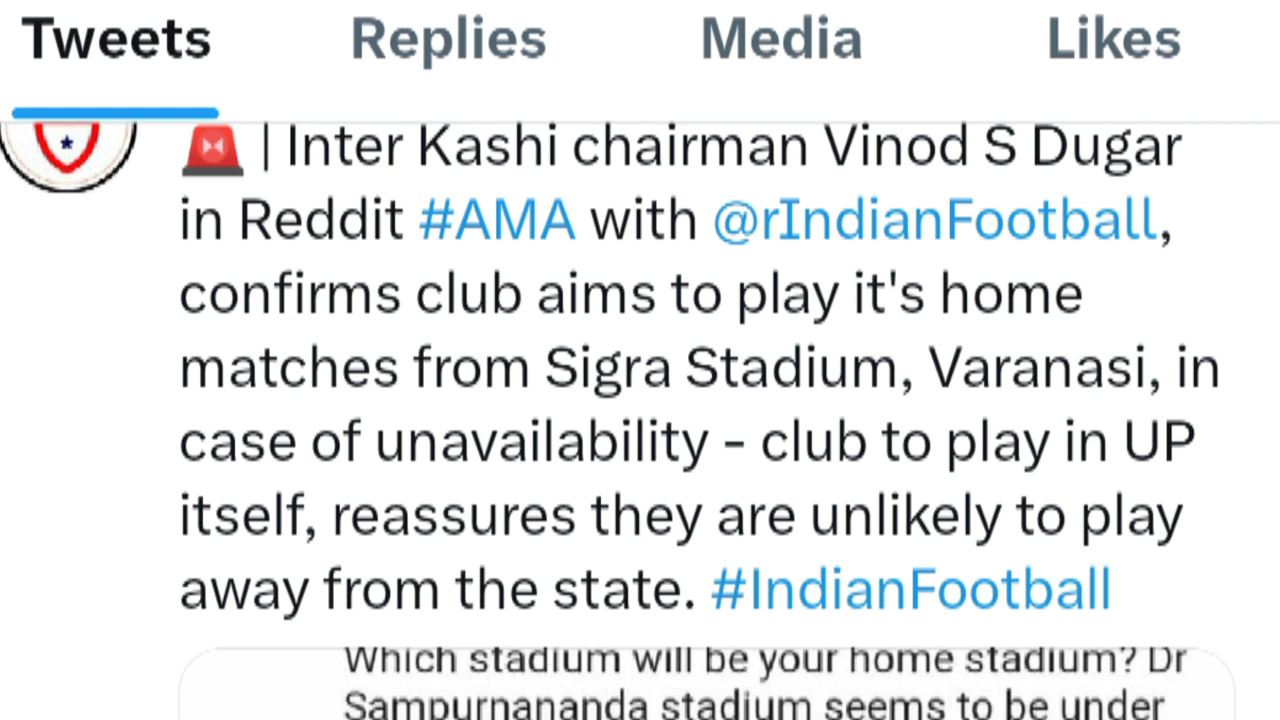 Tweets Replies Media Likes
🚨 | Inter Kashi chairman Vinod S Dugar
in Reddit #AMA with @rIndianFootball,
confirms club aims to play it's home
matches from Sigra Stadium, Varanasi, in
case of unavailability - club to play in UP
itself, reassures they are unlikely to play
away from the state. #IndianFootball
Which stadium will be your home stadium? Dr
Sampurnananda stadium seems to be under